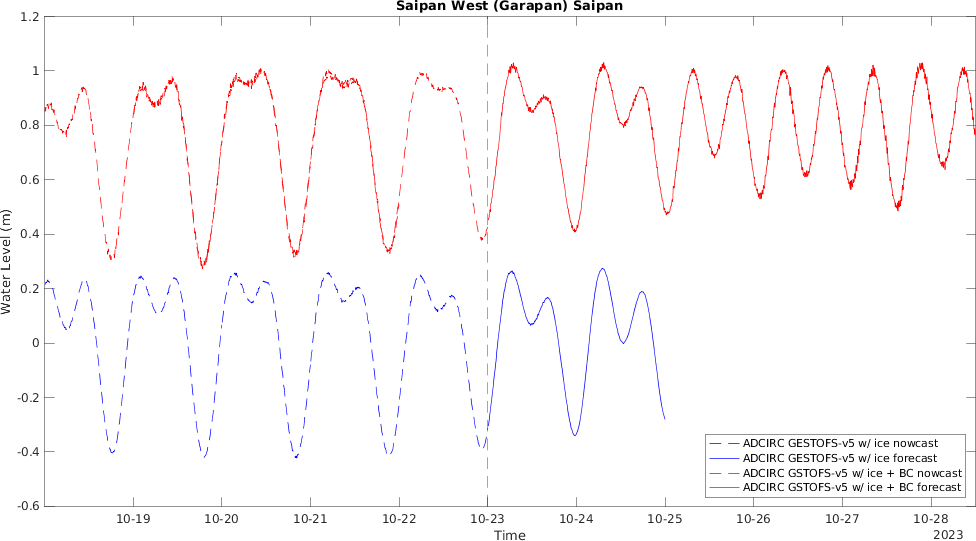 Saipan West (Garapan) Saipan
1.2
1
0.8
0.6
0.4
0.2
0
-0.2
-0.4
-0.6
Water Level (m)
10-19 10-20 10-21 10-22 10-23 10-24 10-25 10-26 10-27 10-28
Time
2023
ADCIRC GESTOFS-v5 w/ ice nowcast
ADCIRC GESTOFS-v5 w/ ice forecast
ADCIRC GSTOFS-v5 w/ ice + BC nowcast
ADCIRC GSTOFS-v5 w/ ice + BC forecast